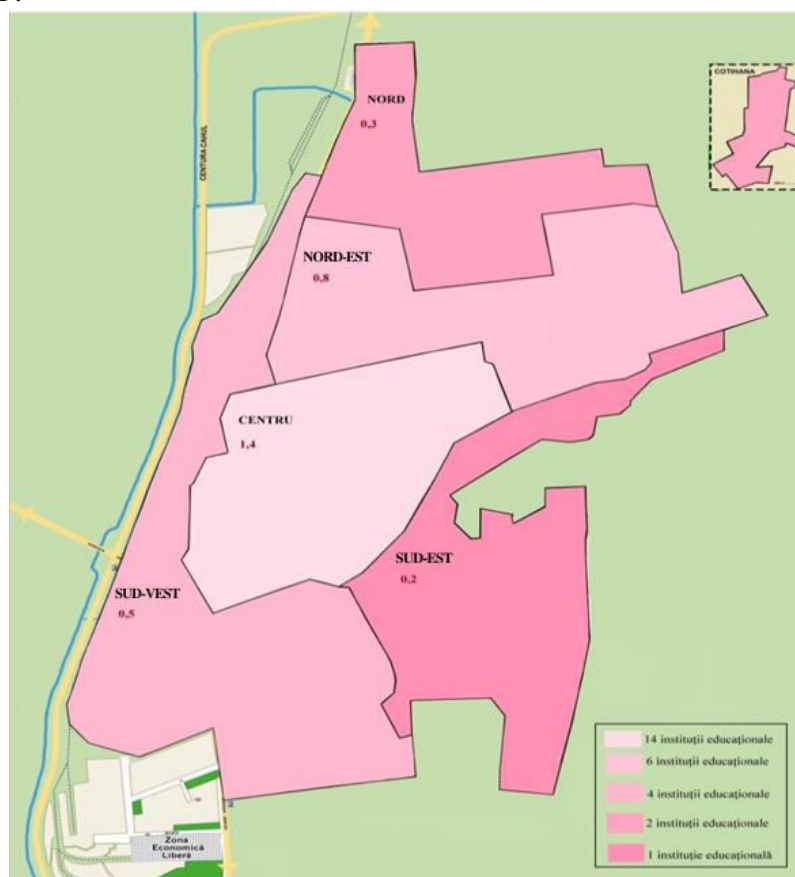 NORD
0,3
COTIHANA
CENTURA CAHUL
NORD-EST
0,8
CENTRU
1,4
SUD-EST
0,2
SUD-VEST
0,5
14 instituții educaționale
6 instituții educaționale
4 instituții educaționale
2 instituții educaționale
1 instituție educațională
Zona
Economică
Liberă